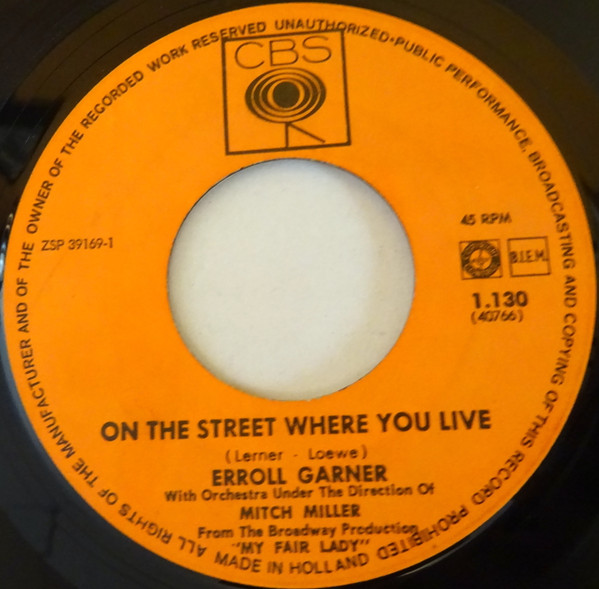 ALL RIGHTS OF THE MANUFACTURER AND OF THE OWNER OF THE RECORDED WORK RESERVED UNAUTHORIZED·PUBLIC PERFORMANCE, BROADCASTING AND COPYING OF THIS RECORD PROHIBITED
CBS
45 RPM
ZSP 39169-1
B.I.E.M.
1.130
(40766)
ON THE STREET WHERE YOU LIVE
(Lerner - Loewe)
ERROLL GARNER
With Orchestra Under The Direction Of
MITCH MILLER
From The Broadway Production
"MY FAIR LADY"
MADE IN HOLLAND